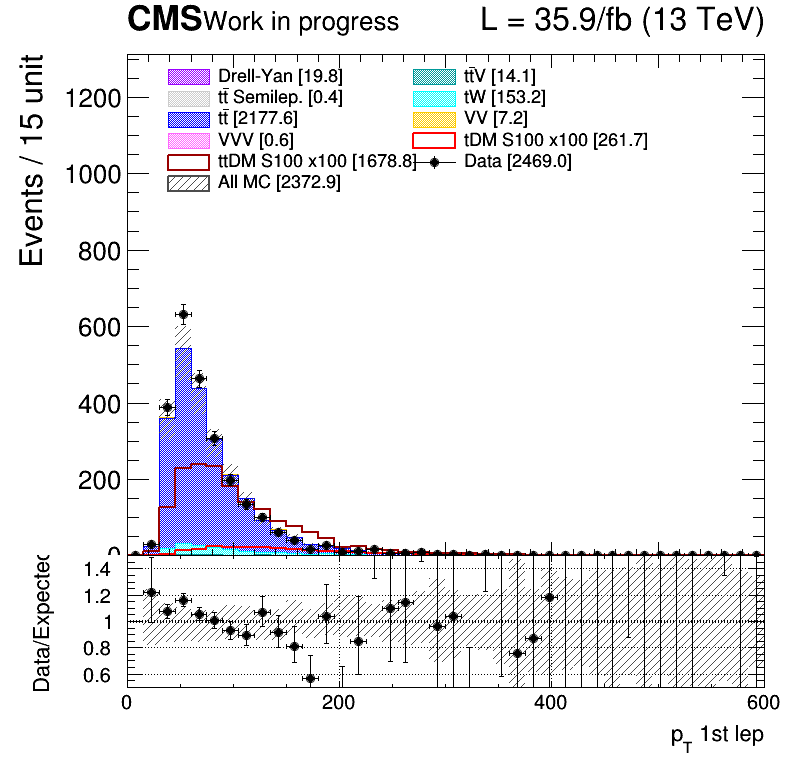 CMS Work in progress L = 35.9/fb (13 TeV)
Events / 15 unit
Drell-Yan [19.8] tt̄V [14.1]
tt̄ Semilep. [0.4] tW [153.2]
tt̄ [2177.6] VV [7.2]
VVV [0.6] tDM S100 x100 [261.7]
ttDM S100 x100 [1678.8] Data [2469.0]
All MC [2372.9]
1200
1000
800
600
400
200
0
Data/Expected
1.4
1.2
1
0.8
0.6
0 200 400 600
p_T 1st lep